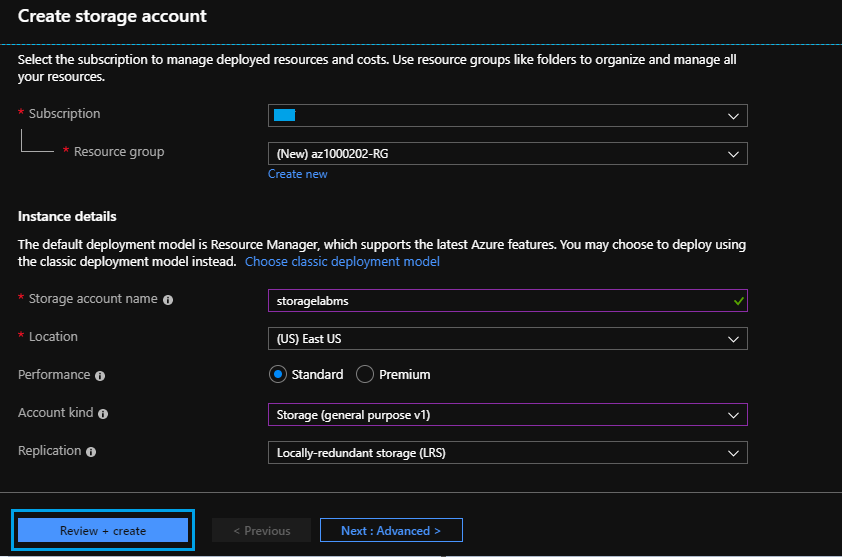 Create storage account
Select the subscription to manage deployed resources and costs. Use resource groups like folders to organize and manage all
your resources.
* Subscription
* Resource group
(New) az1000202-RG
Create new
Instance details
The default deployment model is Resource Manager, which supports the latest Azure features. You may choose to deploy using
the classic deployment model instead. Choose classic deployment model
* Storage account name
storagelabms
* Location
(US) East US
Performance
Standard
Premium
Account kind
Storage (general purpose v1)
Replication
Locally-redundant storage (LRS)
Review + create
< Previous
Next : Advanced >